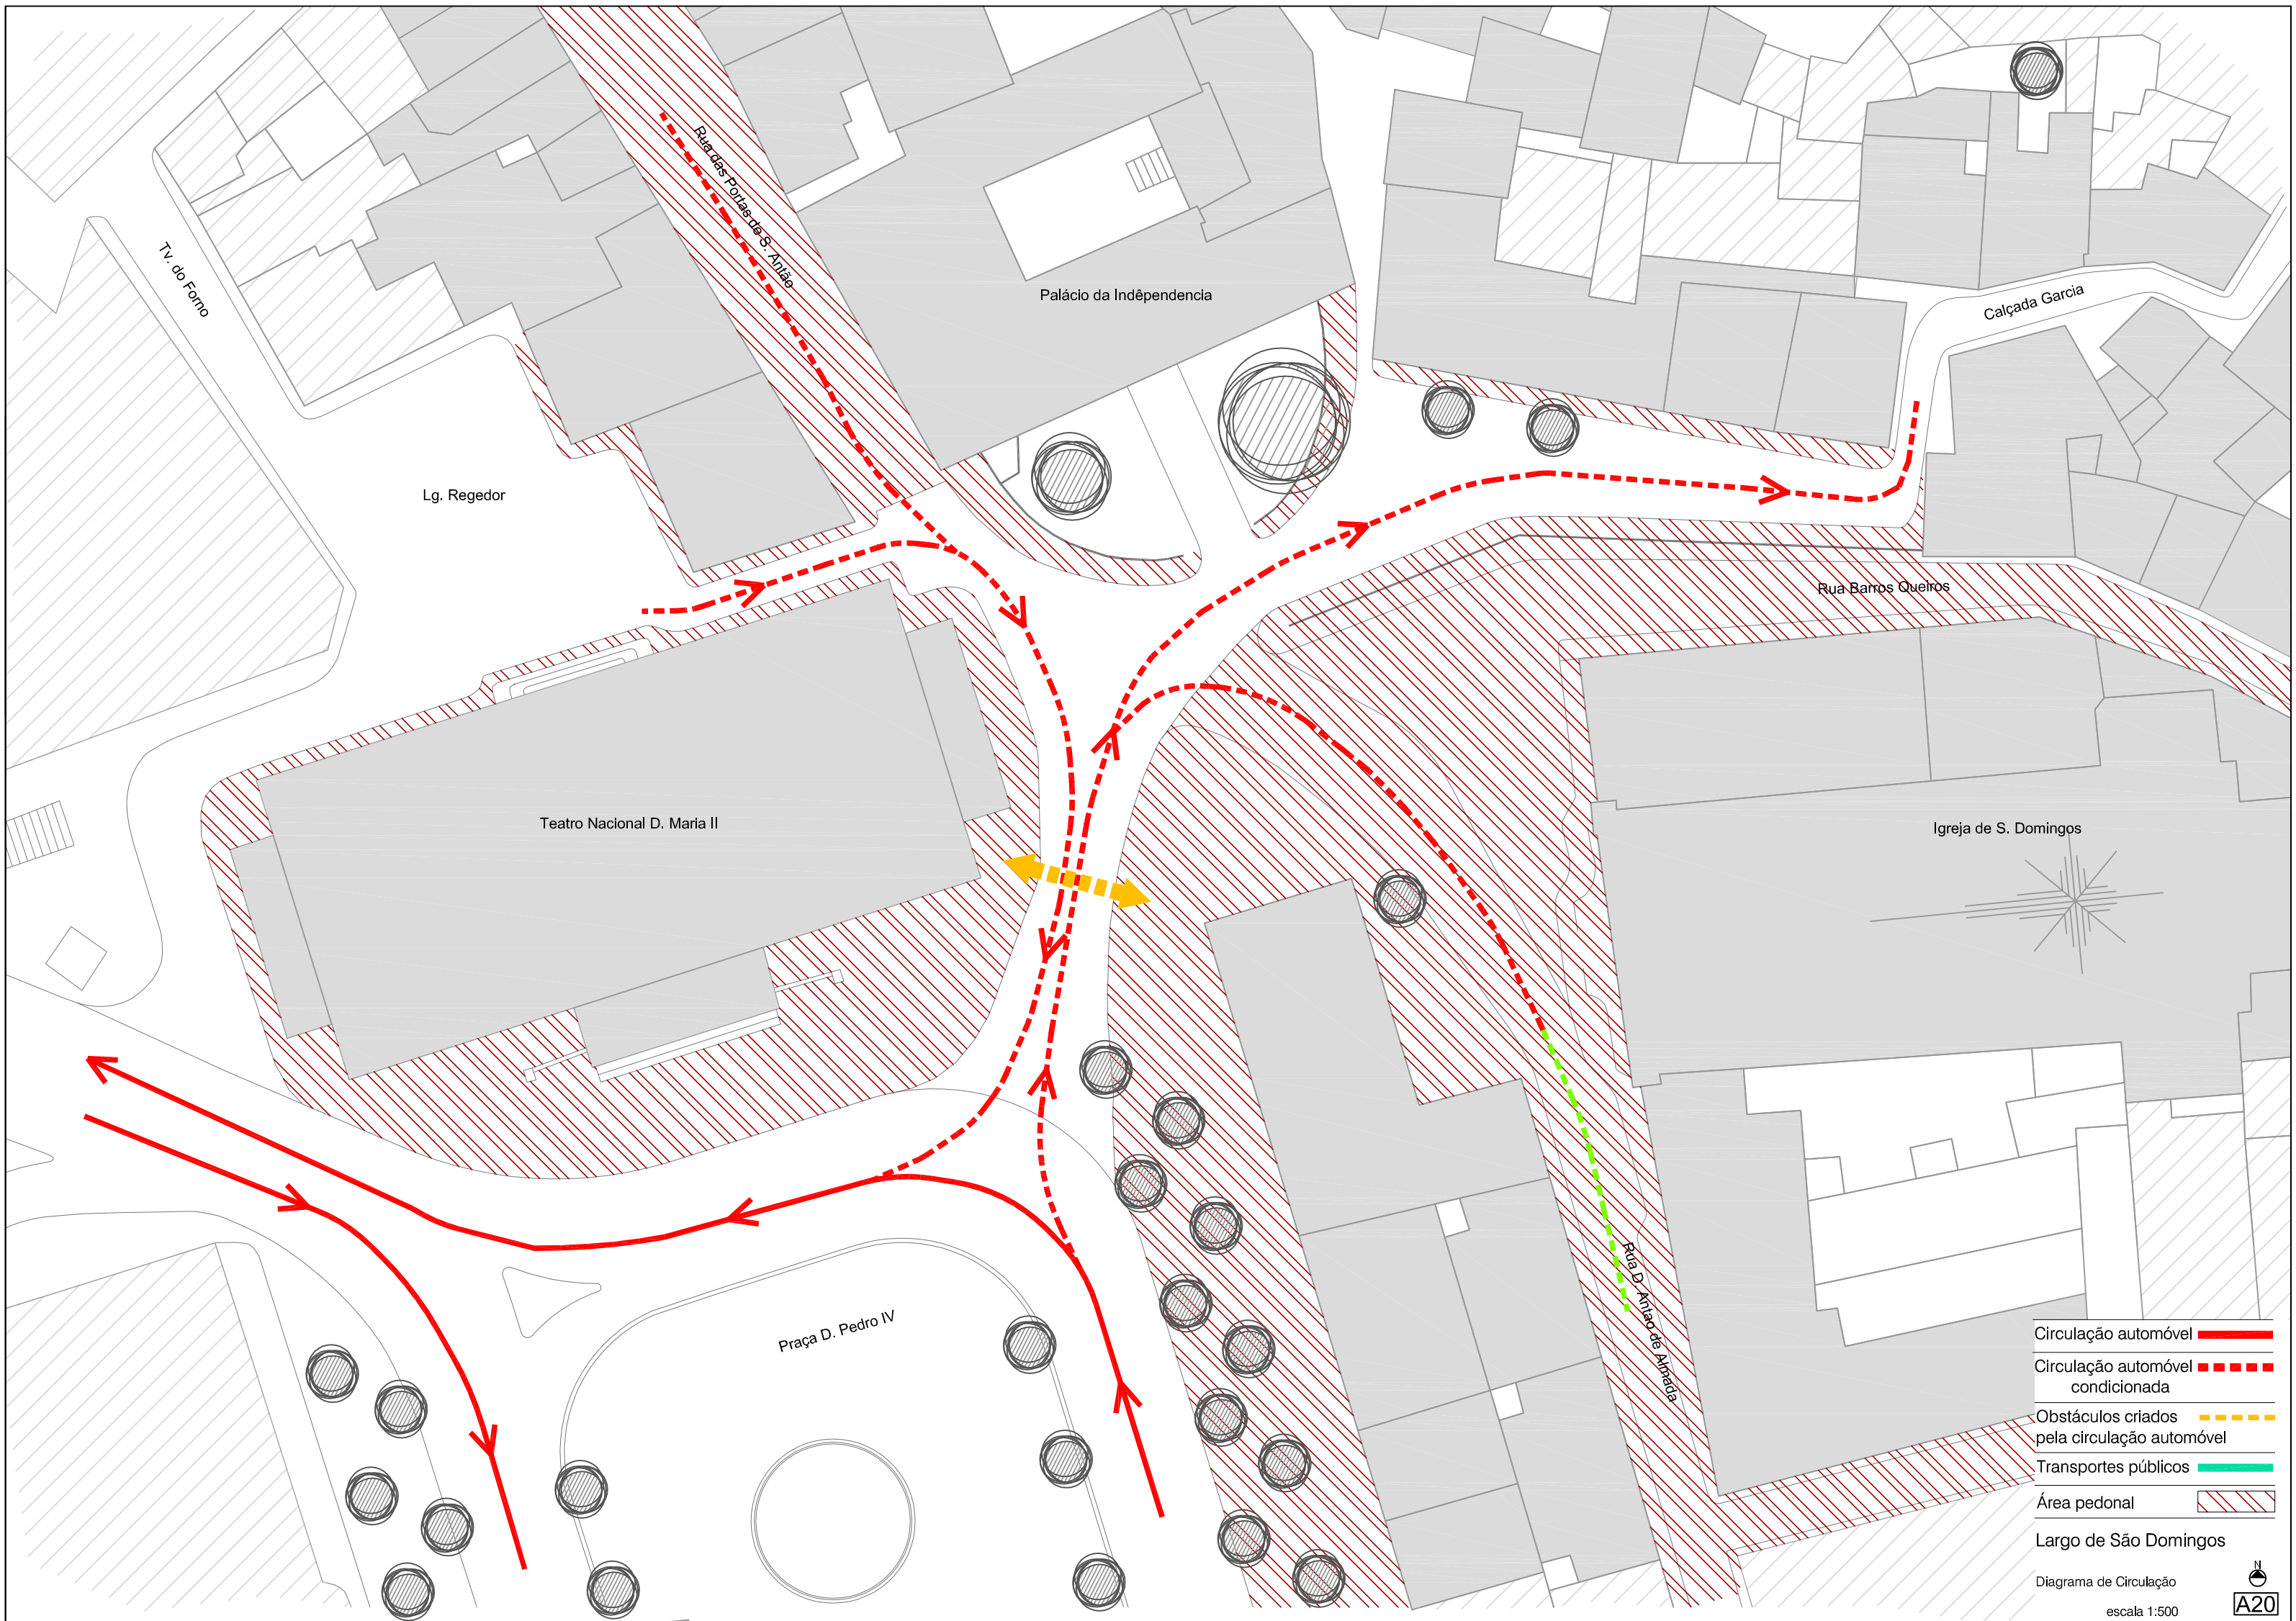 Rua das Portas de S. Antão
Tv. do Forno
Palácio da Indêpendencia
Calçada Garcia
Lg. Regedor
Rua Barros Queiros
Teatro Nacional D. Maria II
Igreja de S. Domingos
Praça D. Pedro IV
Rua D. Antao de Almada
Circulação automóvel
Circulação automóvel
condicionada
Obstáculos criados
pela circulação automóvel
Transportes públicos
Área pedonal
Largo de São Domingos
N
Diagrama de Circulação
escala 1:500
A20